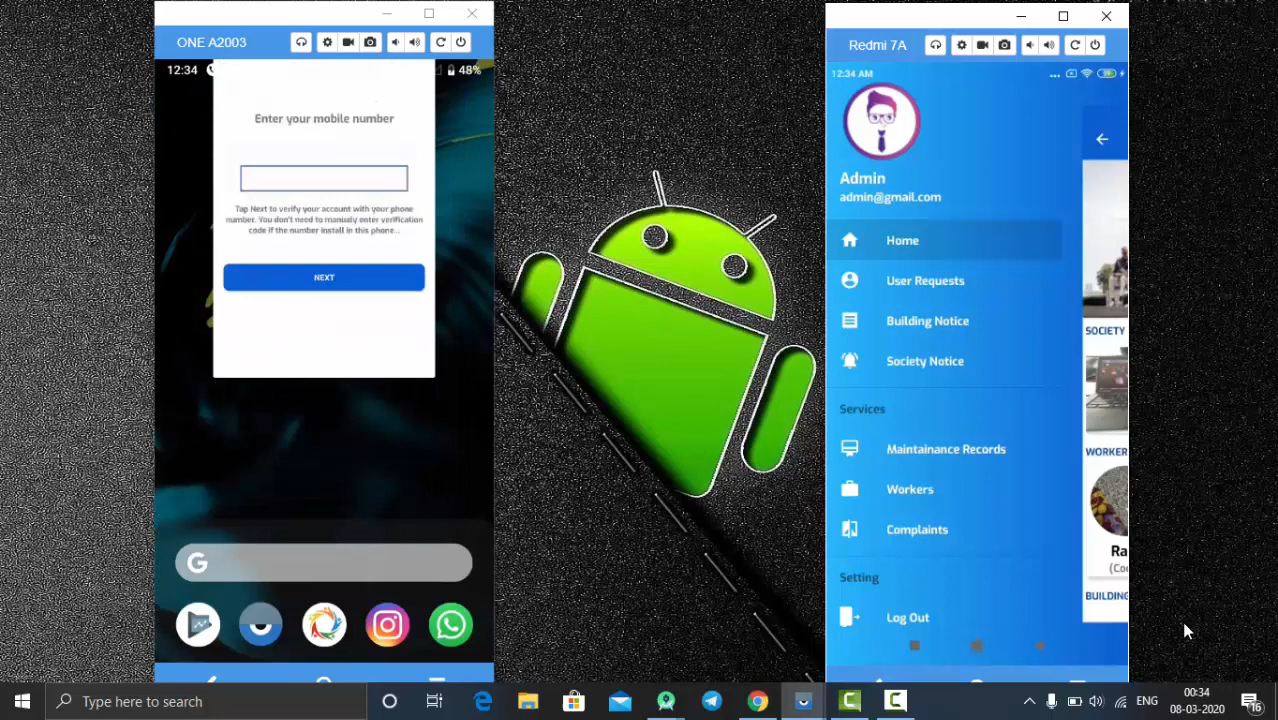 ONE A2003
12:34
48%
Enter your mobile number
Tap Next to verify your account with your phone
number. You don't need to manualy enter verification
code if the number install in this phone...
NEXT
G
Redmi 7A
12:34 AM
Admin
admin@gmail.com
Home
User Requests
Building Notice
Society Notice
Services
Maintainance Records
Workers
Complaints
Setting
Log Out
SOCIETY
WORKER
Ra
(Coo
BUILDING
Type here to search
ENG
00:34
08-03-2020
16